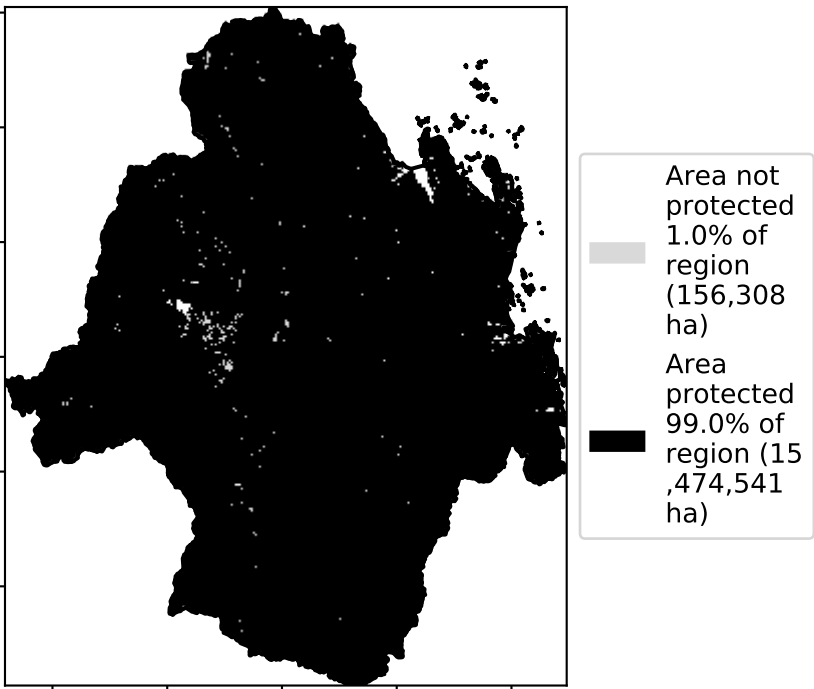 Area not
protected
1.0% of
region
(156,308
ha)
Area
protected
99.0% of
region (15
,474,541
ha)